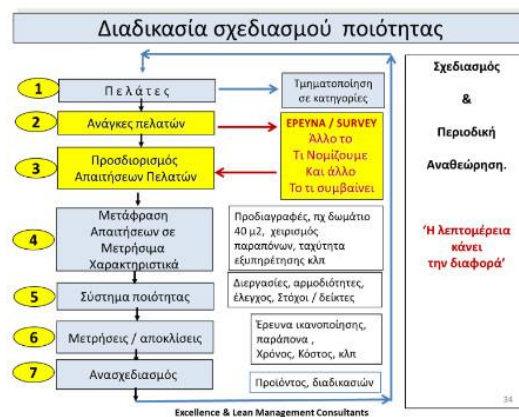 Διαδικασία σχεδιασμού ποιότητας
1
Πελάτες
Τμηματοποίηση
σε κατηγορίες
2
Ανάγκες πελατών
ΕΡΕΥΝΑ / SURVEY
Άλλο το
Τι Νομίζουμε
Και άλλο
Το τι συμβαίνει
3
Προσδιορισμός
Απαιτήσεων Πελατών
4
Μετάφραση
Απαιτήσεων σε
Μετρήσιμα
Χαρακτηριστικά
Προδιαγραφές, πχ δωμάτιο
40 μ2, χειρισμός
παραπόνων, ταχύτητα
εξυπηρέτησης κλπ
5
Σύστημα ποιότητας
Διεργασίες, αρμοδιότητες,
έλεγχος, Στόχοι / δείκτες
6
Μετρήσεις / αποκλίσεις
Έρευνα ικανοποίησης,
παράπονα ,
Χρόνος, Κόστος, κλπ
7
Ανασχεδιασμός
Προϊόντος, διαδικασιών
Σχεδιασμός
&
Περιοδική
Αναθεώρηση.
‘Η λεπτομέρεια
κάνει
την διαφορά’
34
Excellence & Lean Management Consultants